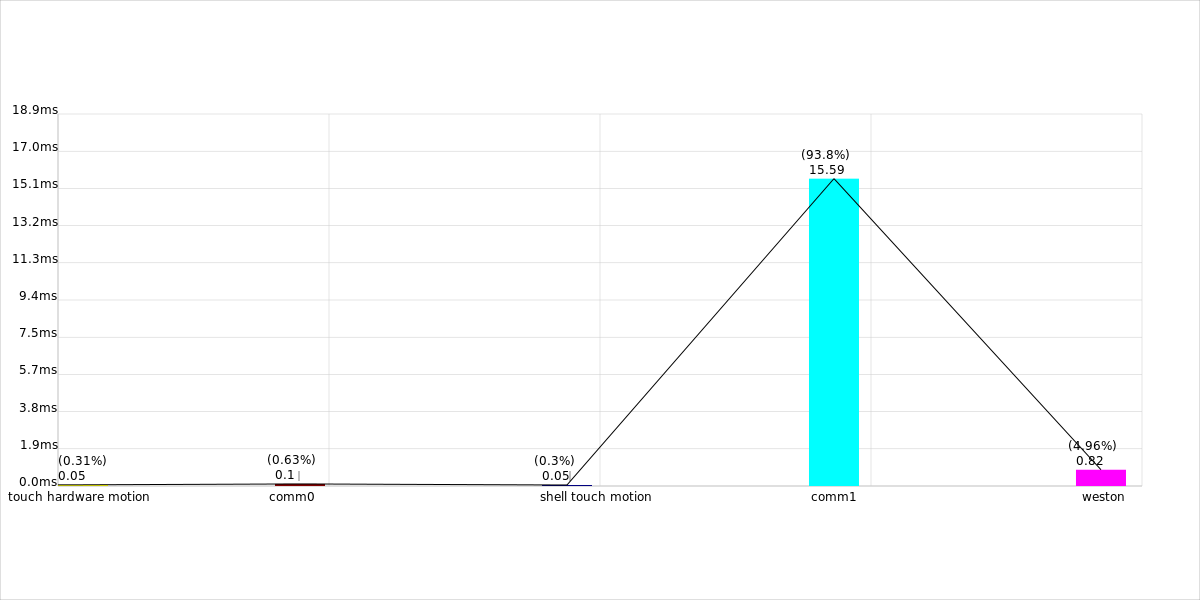 18.9ms
17.0ms
15.1ms
13.2ms
11.3ms
9.4ms
7.5ms
5.7ms
3.8ms
1.9ms
0.0ms
(0.31%)
0.05
(0.63%)
0.1
(0.3%)
0.05
(93.8%)
15.59
(4.96%)
0.82
touch hardware motion
comm0
shell touch motion
comm1
weston